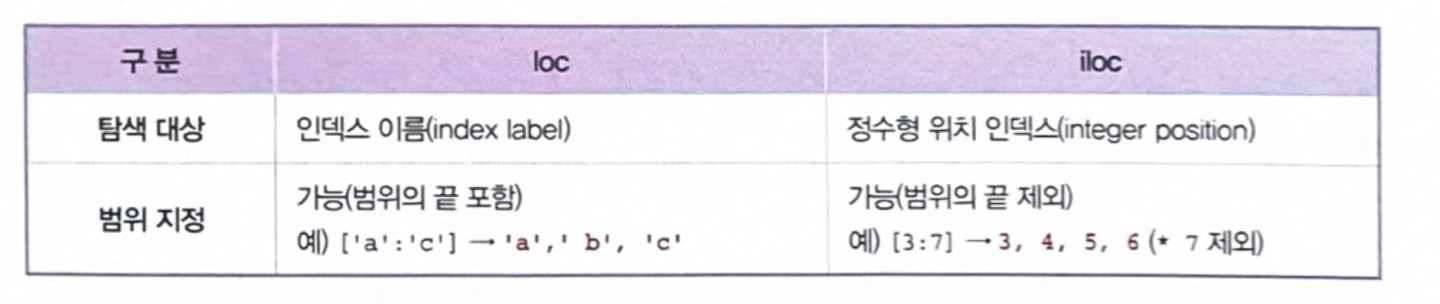 구분 loc iloc
탐색 대상 인덱스 이름(index label) 정수형 위치 인덱스(integer position)
범위 지정
가능(범위의 끝 포함)
예) ['a':'c'] → 'a',' b', 'c'
가능(범위의 끝 제외)
예) [3:7] → 3, 4, 5, 6 (* 7 제외)